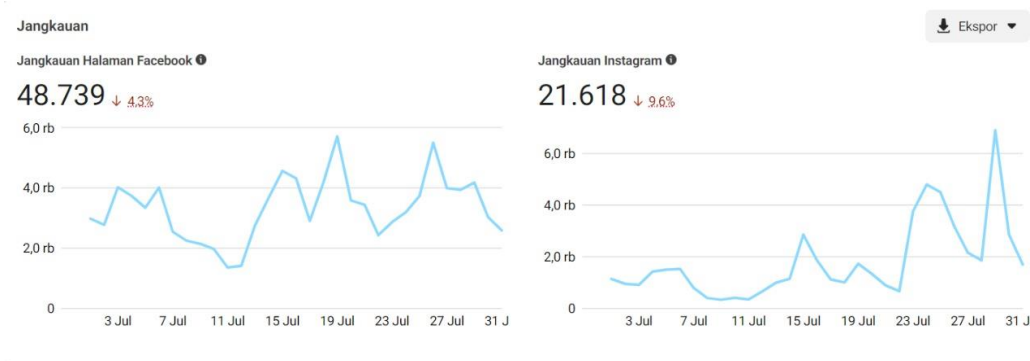 Jangkauan
Ekspor
Jangkauan Halaman Facebook
48.739 ↓ 4,3%
6,0 rb
4,0 rb
2,0 rb
0
3 Jul 7 Jul 11 Jul 15 Jul 19 Jul 23 Jul 27 Jul 31 J
Jangkauan Instagram
21.618 ↓ 9,6%
6,0 rb
4,0 rb
2,0 rb
0
3 Jul 7 Jul 11 Jul 15 Jul 19 Jul 23 Jul 27 Jul 31 J